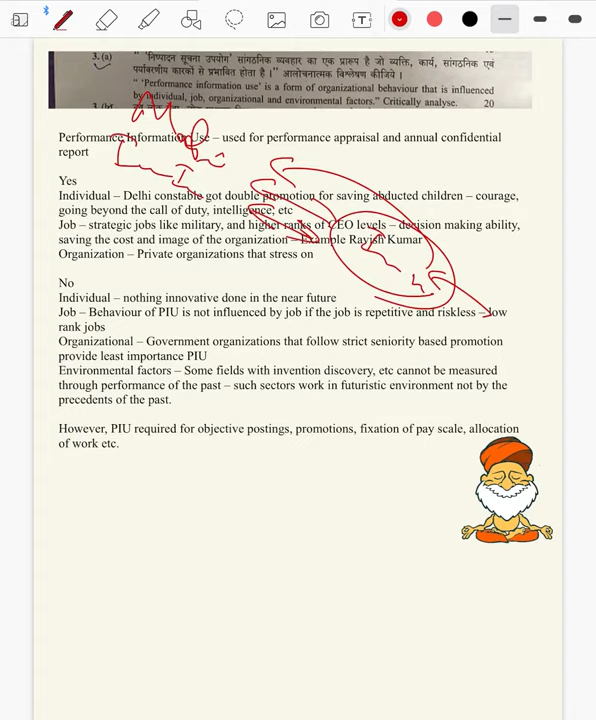 3. (a) " 'निष्पादन सूचना उपयोग' सांगठनिक व्यवहार का एक प्रारूप है जो व्यक्ति, कार्य, सांगठनिक एवं
पर्यावरणीय कारकों से प्रभावित होता है ।" आलोचनात्मक विश्लेषण कीजिये ।
" 'Performance information use' is a form of organizational behaviour that is influenced
by individual, job, organizational and environmental factors." Critically analyse. 20
Performance Information Use – used for performance appraisal and annual confidential
report
Yes
Individual – Delhi constable got double promotion for saving abducted children – courage,
going beyond the call of duty, intelligence; etc
Job – strategic jobs like military, and higher ranks of CEO levels – decision making ability,
saving the cost and image of the organization – Example Rayish Kumar
Organization – Private organizations that stress on
No
Individual – nothing innovative done in the near future
Job – Behaviour of PIU is not influenced by job if the job is repetitive and riskless – low
rank jobs
Organizational – Government organizations that follow strict seniority based promotion
provide least importance PIU
Environmental factors – Some fields with invention discovery, etc cannot be measured
through performance of the past – such sectors work in futuristic environment not by the
precedents of the past.
However, PIU required for objective postings, promotions, fixation of pay scale, allocation
of work etc.